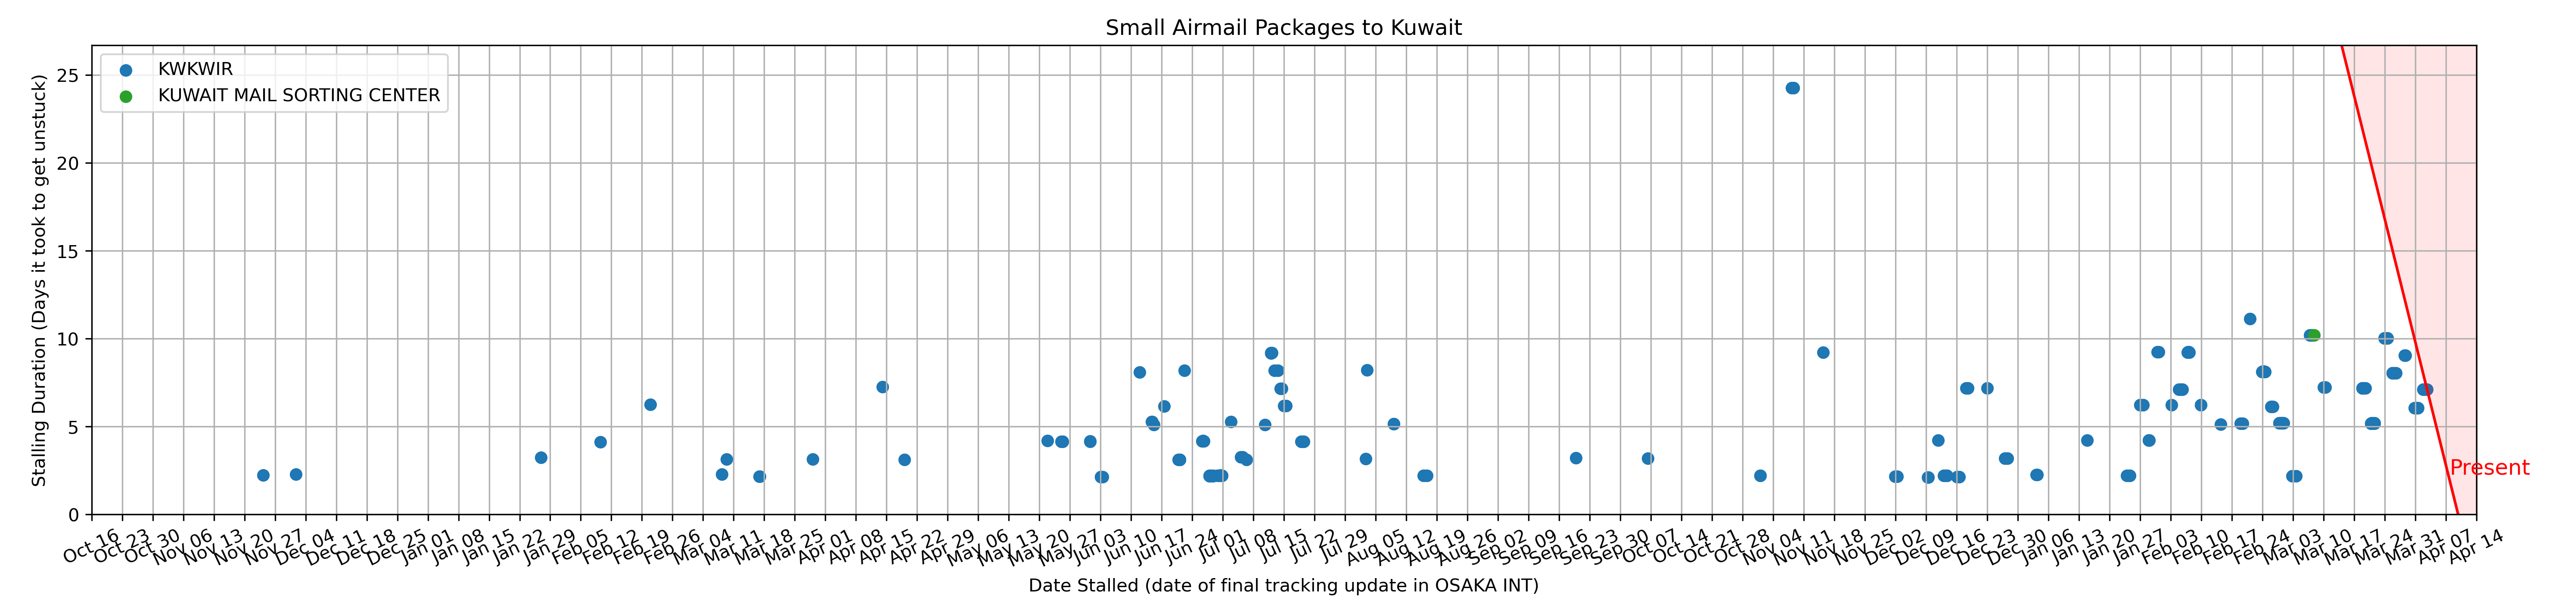 Small Airmail Packages to Kuwait
KWKWIR
KUWAIT MAIL SORTING CENTER
Stalling Duration (Days it took to get unstuck)
25
20
15
10
5
0
Present
Oct 16
Oct 23
Oct 30
Nov 06
Nov 13
Nov 20
Nov 27
Dec 04
Dec 11
Dec 18
Dec 25
Jan 01
Jan 08
Jan 15
Jan 22
Jan 29
Feb 05
Feb 12
Feb 19
Feb 26
Mar 04
Mar 11
Mar 18
Mar 25
Apr 01
Apr 08
Apr 15
Apr 22
Apr 29
May 06
May 13
May 20
May 27
Jun 03
Jun 10
Jun 17
Jun 24
Jul 01
Jul 08
Jul 15
Jul 22
Jul 29
Aug 05
Aug 12
Aug 19
Aug 26
Sep 02
Sep 09
Sep 16
Sep 23
Sep 30
Oct 07
Oct 14
Oct 21
Oct 28
Nov 04
Nov 11
Nov 18
Nov 25
Dec 02
Dec 09
Dec 16
Dec 23
Dec 30
Jan 06
Jan 13
Jan 20
Jan 27
Feb 03
Feb 10
Feb 17
Feb 24
Mar 03
Mar 10
Mar 17
Mar 24
Mar 31
Apr 07
Apr 14
Date Stalled (date of final tracking update in OSAKA INT)